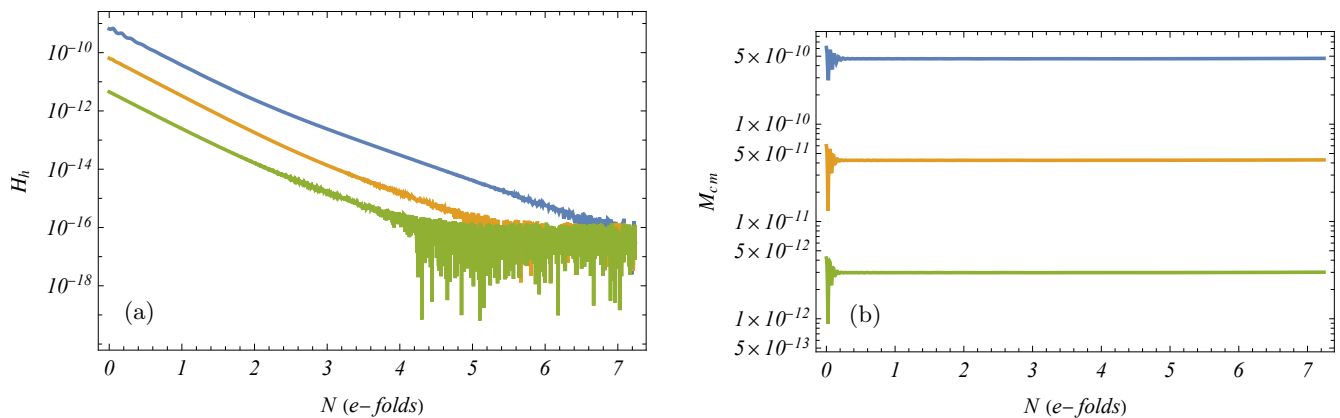 10^{-10}
10^{-12}
10^{-14}
10^{-16}
10^{-18}
H_h
(a)
0 1 2 3 4 5 6 7
N (e-folds)
5×10^{-10}
1×10^{-10}
5×10^{-11}
1×10^{-11}
5×10^{-12}
1×10^{-12}
5×10^{-13}
M_{cm}
(b)
0 1 2 3 4 5 6 7
N (e-folds)